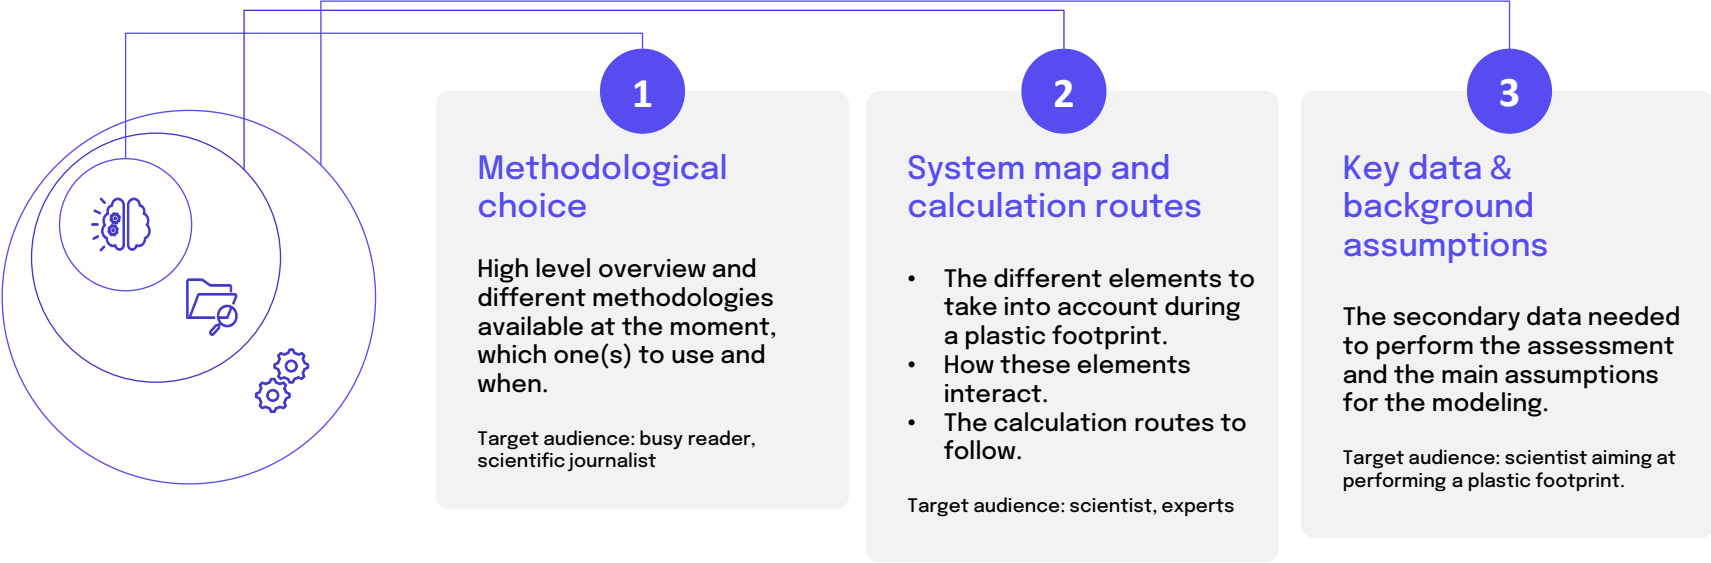 1
Methodological
choice
High level overview and
different methodologies
available at the moment,
which one(s) to use and
when.
Target audience: busy reader,
scientific journalist
2
System map and
calculation routes
• The different elements to
take into account during
a plastic footprint.
• How these elements
interact.
• The calculation routes to
follow.
Target audience: scientist, experts
3
Key data &
background
assumptions
The secondary data needed
to perform the assessment
and the main assumptions
for the modeling.
Target audience: scientist aiming at
performing a plastic footprint.